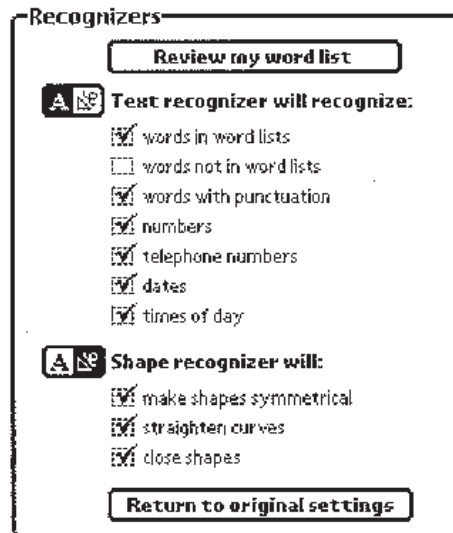 Recognizers
Review my word list
A Text recognizer will recognize:
words in word lists
words not in word lists
words with punctuation
numbers
telephone numbers
dates
times of day
A Shape recognizer will:
make shapes symmetrical
straighten curves
close shapes
Return to original settings